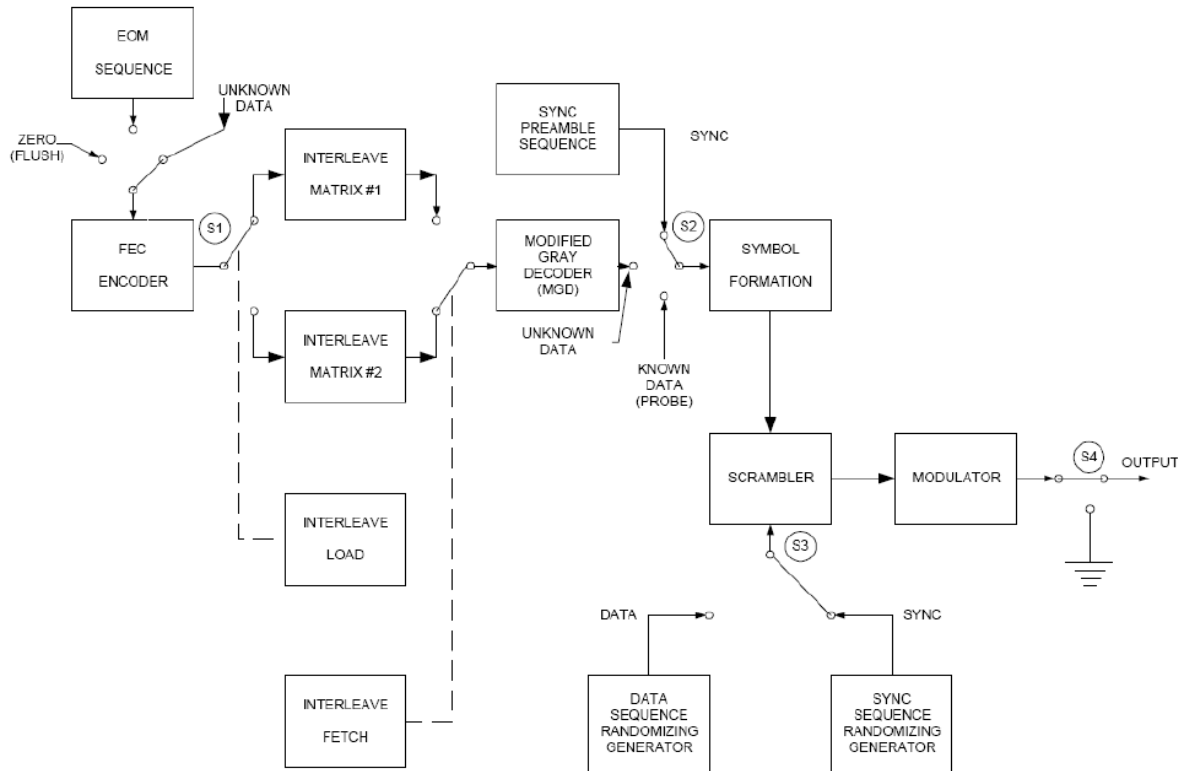 EOM
SEQUENCE
UNKNOWN
DATA
ZERO
(FLUSH)
FEC
ENCODER
S1
INTERLEAVE
MATRIX #1
INTERLEAVE
MATRIX #2
INTERLEAVE
LOAD
INTERLEAVE
FETCH
MODIFIED
GRAY
DECODER
(MGD)
UNKNOWN
DATA
SYNC
PREAMBLE
SEQUENCE
SYNC
S2
KNOWN
DATA
(PROBE)
SYMBOL
FORMATION
SCRAMBLER
MODULATOR
S4
OUTPUT
S3
DATA
SYNC
DATA
SEQUENCE
RANDOMIZING
GENERATOR
SYNC
SEQUENCE
RANDOMIZING
GENERATOR